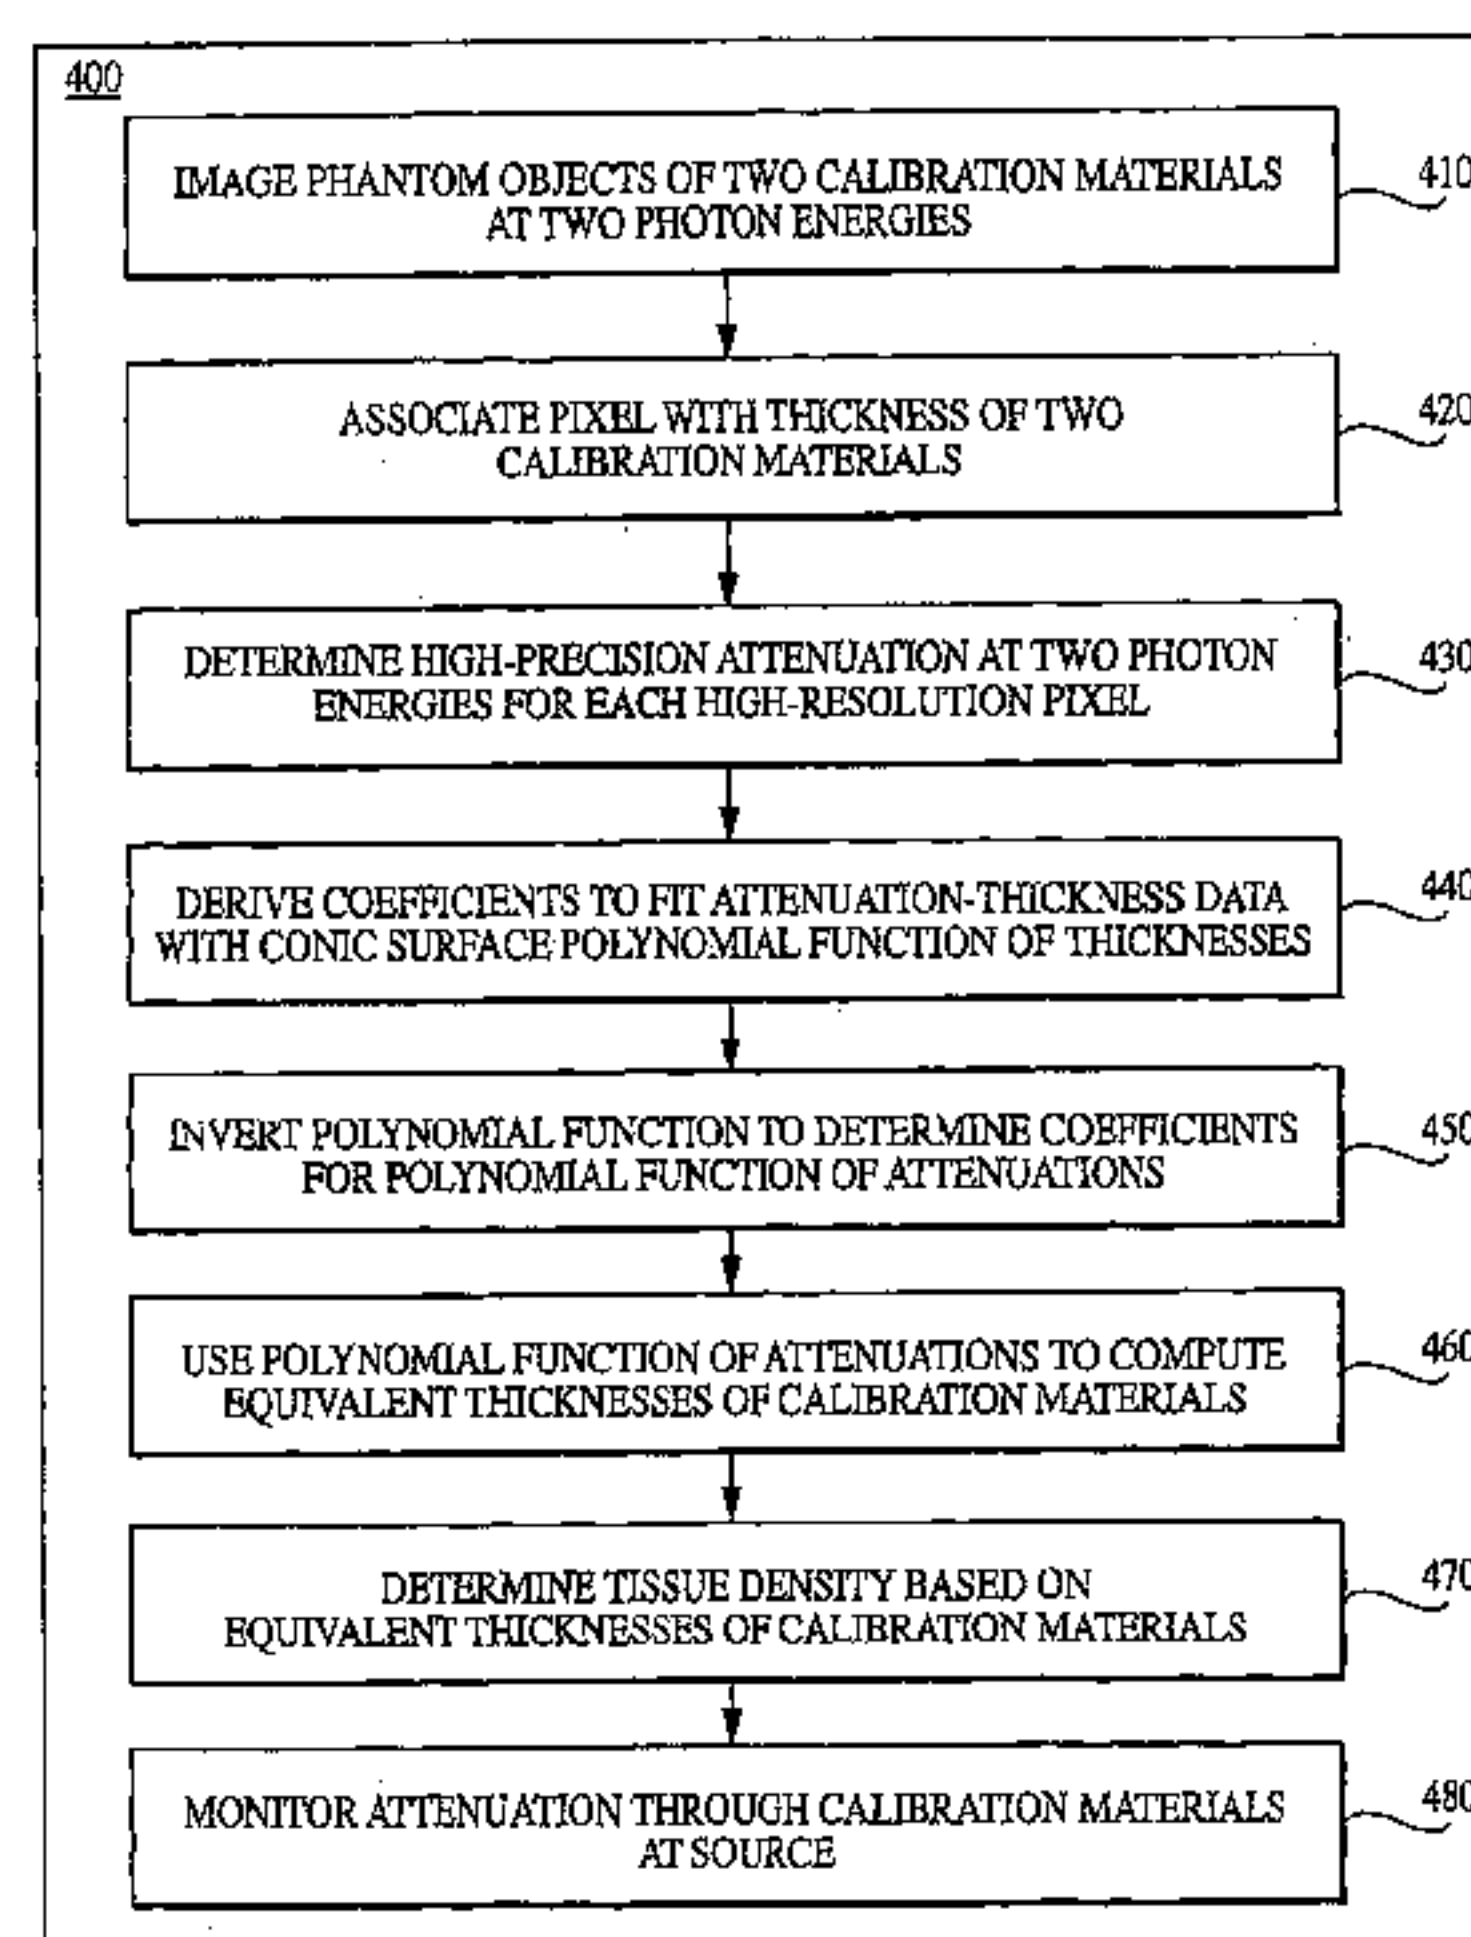 400
IMAGE PHANTOM OBJECTS OF TWO CALIBRATION MATERIALS
AT TWO PHOTON ENERGIES
410
ASSOCIATE PIXEL WITH THICKNESS OF TWO
CALIBRATION MATERIALS
420
DETERMINE HIGH-PRECISION ATTENUATION AT TWO PHOTON
ENERGIES FOR EACH HIGH-RESOLUTION PIXEL
430
DERIVE COEFFICIENTS TO FIT ATTENUATION-THICKNESS DATA
WITH CONIC SURFACE POLYNOMIAL FUNCTION OF THICKNESSES
440
INVERT POLYNOMIAL FUNCTION TO DETERMINE COEFFICIENTS
FOR POLYNOMIAL FUNCTION OF ATTENUATIONS
450
USE POLYNOMIAL FUNCTION OF ATTENUATIONS TO COMPUTE
EQUIVALENT THICKNESSES OF CALIBRATION MATERIALS
460
DETERMINE TISSUE DENSITY BASED ON
EQUIVALENT THICKNESSES OF CALIBRATION MATERIALS
470
MONITOR ATTENUATION THROUGH CALIBRATION MATERIALS
AT SOURCE
480